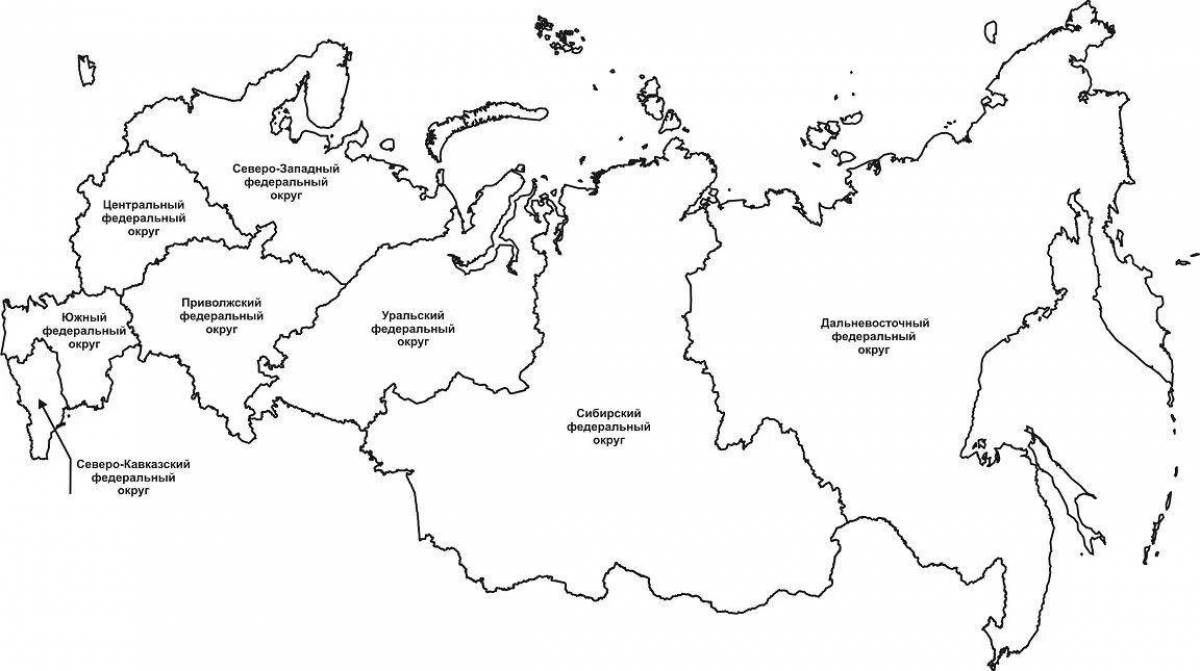 Северо-Западный
федеральный
округ
Центральный
федеральный
округ
Приволжский
федеральный
округ
Южный
федеральный
округ
Уральский
федеральный
округ
Дальневосточный
федеральный
округ
Сибирский
федеральный
округ
Северо-Кавказский
федеральный
округ